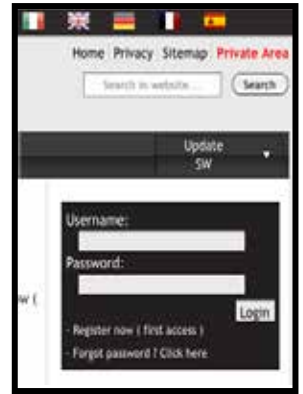 Home Privacy Sitemap Private Area
Search in website... Search
Update
SW
Username:
Password:
w (
Login
- Register now ( first access )
- Forgot password ? Click here